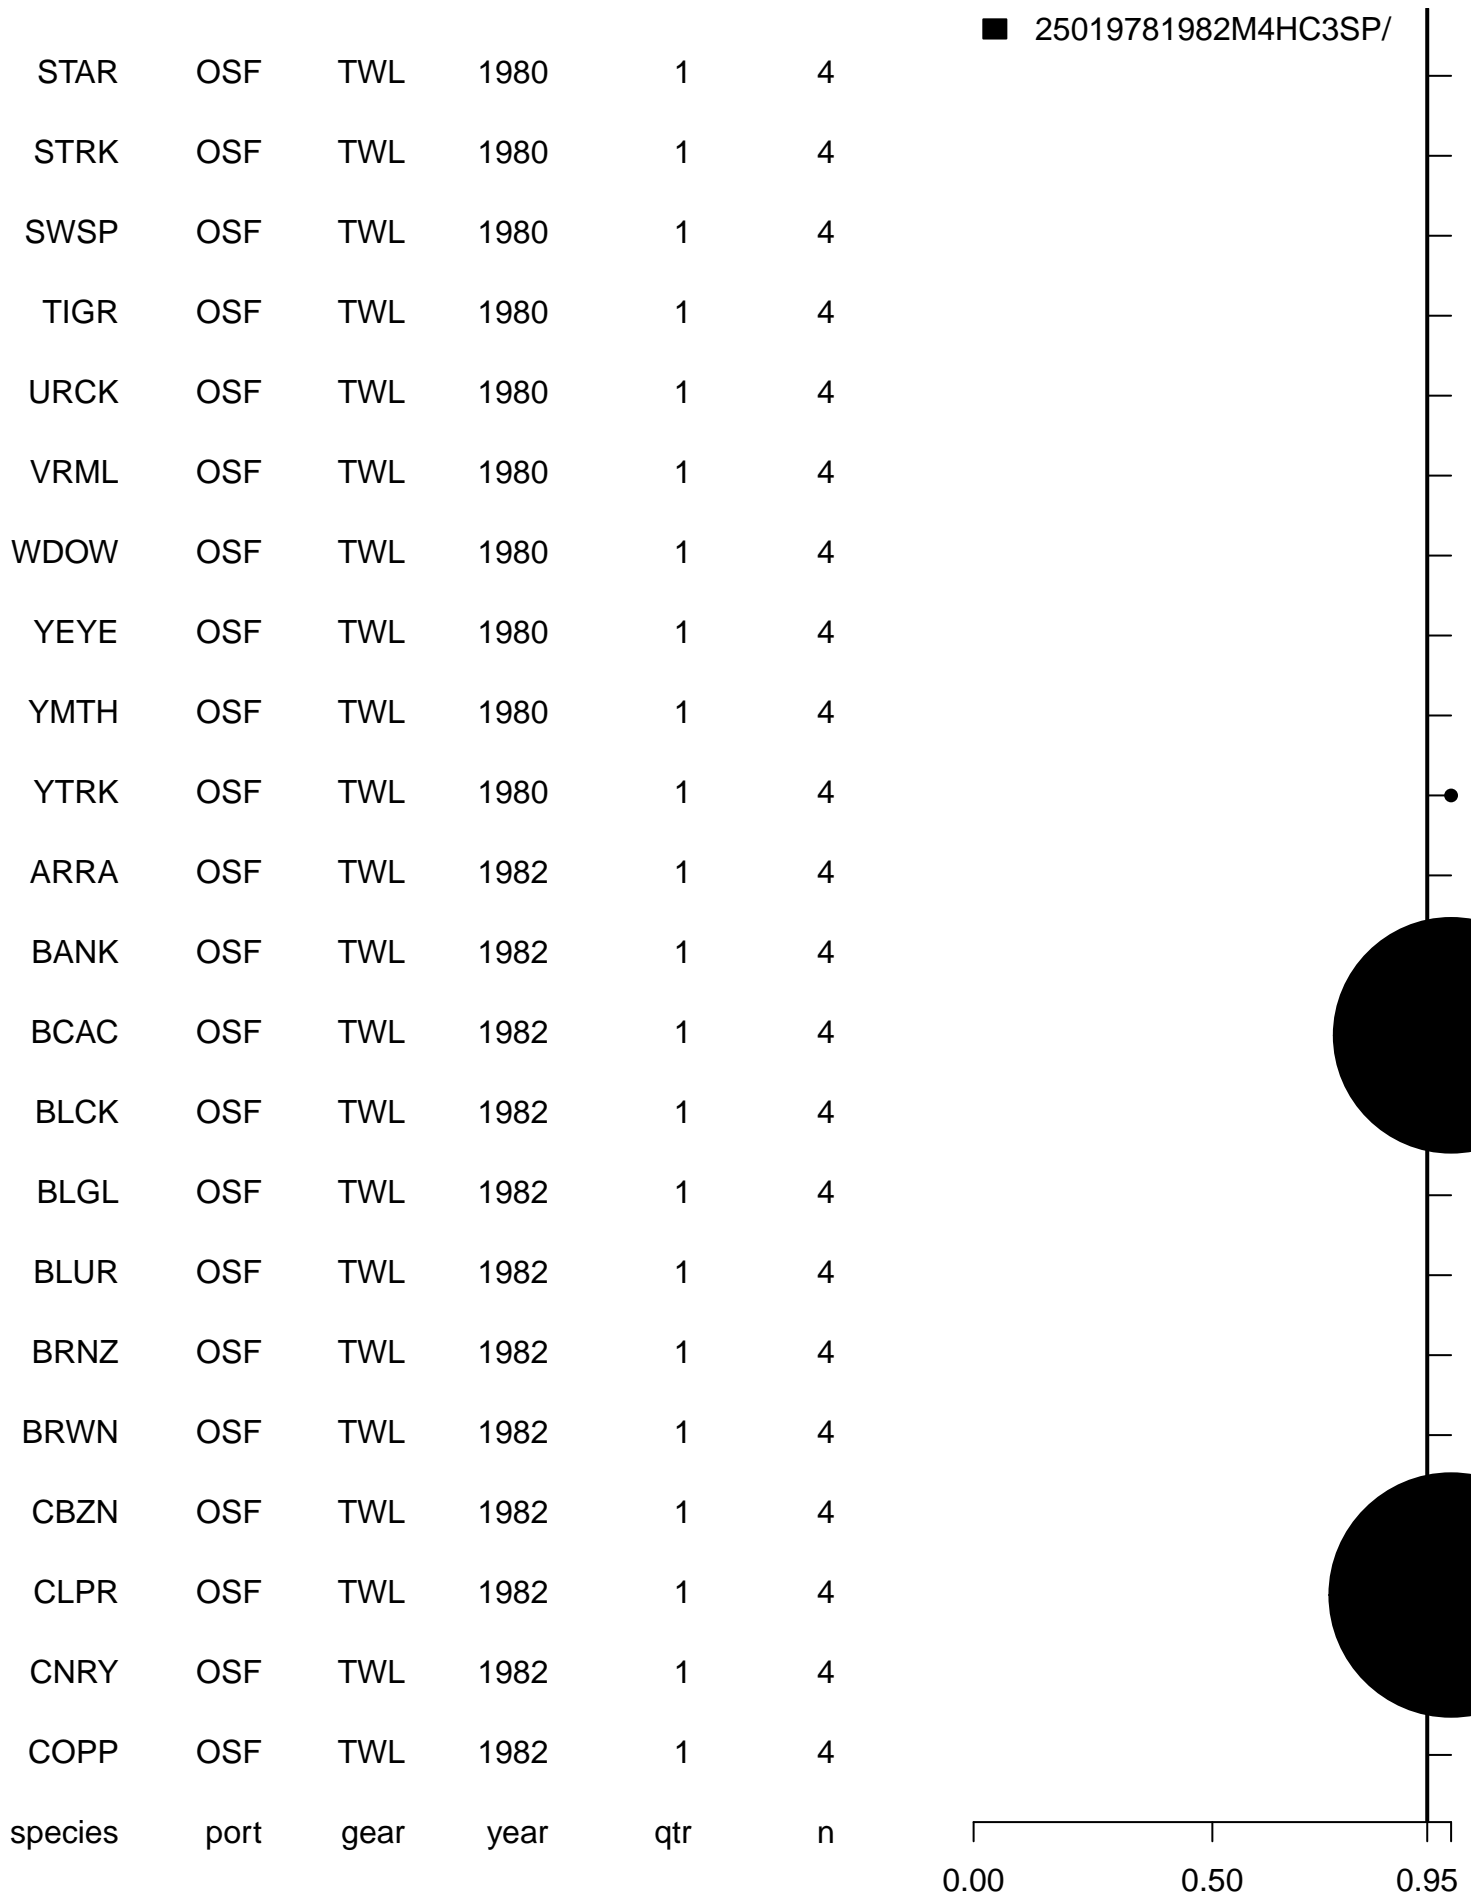 25019781982M4HC3SP/
STAR OSF TWL 1980 1 4
STRK OSF TWL 1980 1 4
SWSP OSF TWL 1980 1 4
TIGR OSF TWL 1980 1 4
URCK OSF TWL 1980 1 4
VRML OSF TWL 1980 1 4
WDOW OSF TWL 1980 1 4
YEYE OSF TWL 1980 1 4
YMTH OSF TWL 1980 1 4
YTRK OSF TWL 1980 1 4
ARRA OSF TWL 1982 1 4
BANK OSF TWL 1982 1 4
BCAC OSF TWL 1982 1 4
BLCK OSF TWL 1982 1 4
BLGL OSF TWL 1982 1 4
BLUR OSF TWL 1982 1 4
BRNZ OSF TWL 1982 1 4
BRWN OSF TWL 1982 1 4
CBZN OSF TWL 1982 1 4
CLPR OSF TWL 1982 1 4
CNRY OSF TWL 1982 1 4
COPP OSF TWL 1982 1 4
species port gear year qtr n
0.00 0.50 0.95